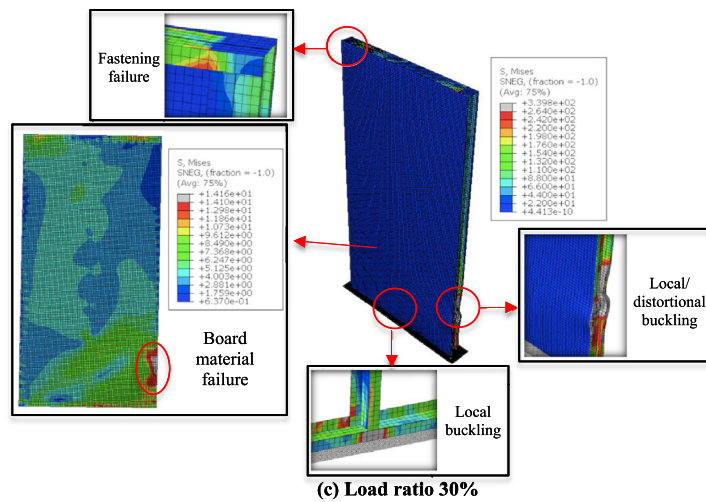 Fastening
failure
S, Mises
SNEG, (fraction = -1.0)
(Avg: 75%)
+3.398e+02
+2.640e+02
+2.420e+02
+2.200e+02
+1.980e+02
+1.760e+02
+1.540e+02
+1.320e+02
+1.100e+02
+8.800e+01
+6.600e+01
+4.400e+01
+2.200e+01
+4.413e-10
S, Mises
SNEG, (fraction = -1.0)
(Avg: 75%)
+1.416e+01
+1.410e+01
+1.298e+01
+1.186e+01
+1.073e+01
+9.612e+00
+8.490e+00
+7.368e+00
+6.247e+00
+5.125e+00
+4.003e+00
+2.881e+00
+1.759e+00
+6.370e-01
Board
material
failure
Local/
distortional
buckling
Local
buckling
(c) Load ratio 30%